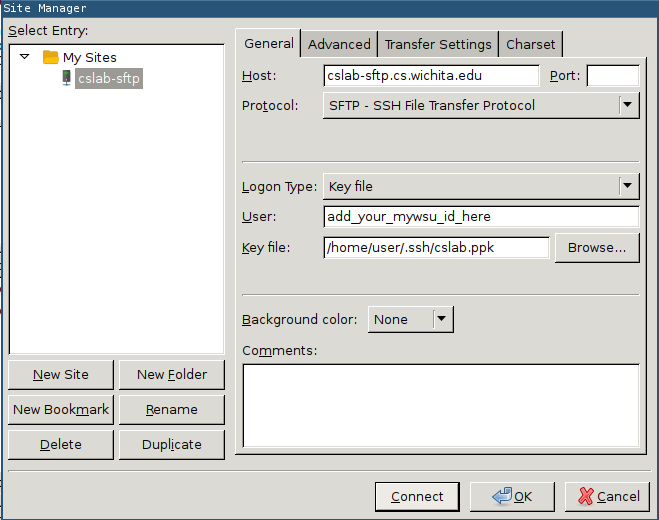 Site Manager
Select Entry:
My Sites
cslab-sftp
New Site
New Folder
New Bookmark
Rename
Delete
Duplicate
General
Advanced
Transfer Settings
Charset
Host:
cslab-sftp.cs.wichita.edu
Port:
Protocol:
SFTP - SSH File Transfer Protocol
Logon Type:
Key file
User:
add_your_mywsu_id_here
Key file:
/home/user/.ssh/cslab.ppk
Browse...
Background color:
None
Comments:
Connect
OK
Cancel